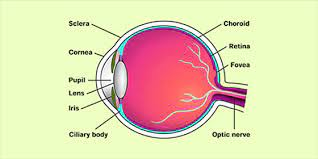 Sclera
Cornea
Pupil
Lens
Iris
Ciliary body
Choroid
Retina
Fovea
Optic nerve